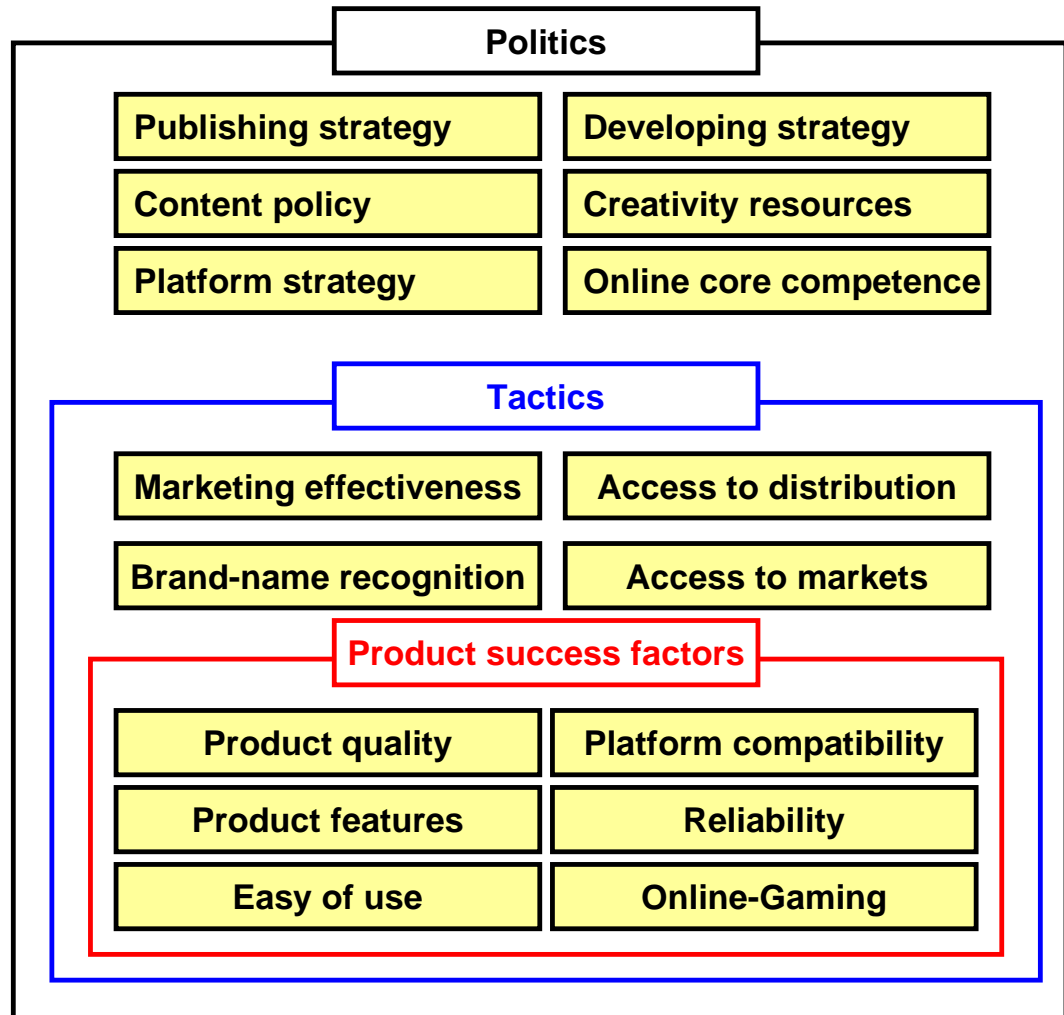 Politics
Publishing strategy
Developing strategy
Content policy
Creativity resources
Platform strategy
Online core competence
Tactics
Marketing effectiveness
Access to distribution
Brand-name recognition
Access to markets
Product success factors
Product quality
Platform compatibility
Product features
Reliability
Easy of use
Online-Gaming